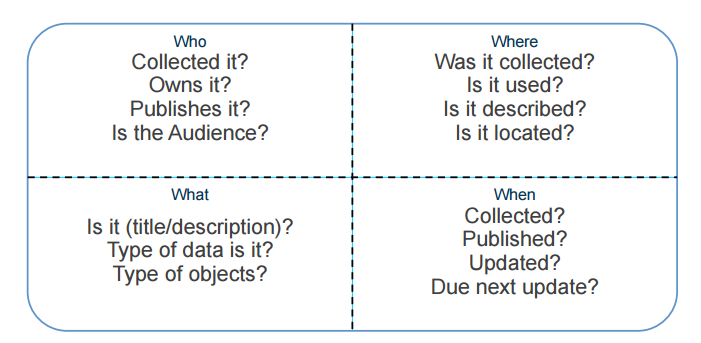 Who
Collected it?
Owns it?
Publishes it?
Is the Audience?
Where
Was it collected?
Is it used?
Is it described?
Is it located?
What
Is it (title/description)?
Type of data is it?
Type of objects?
When
Collected?
Published?
Updated?
Due next update?